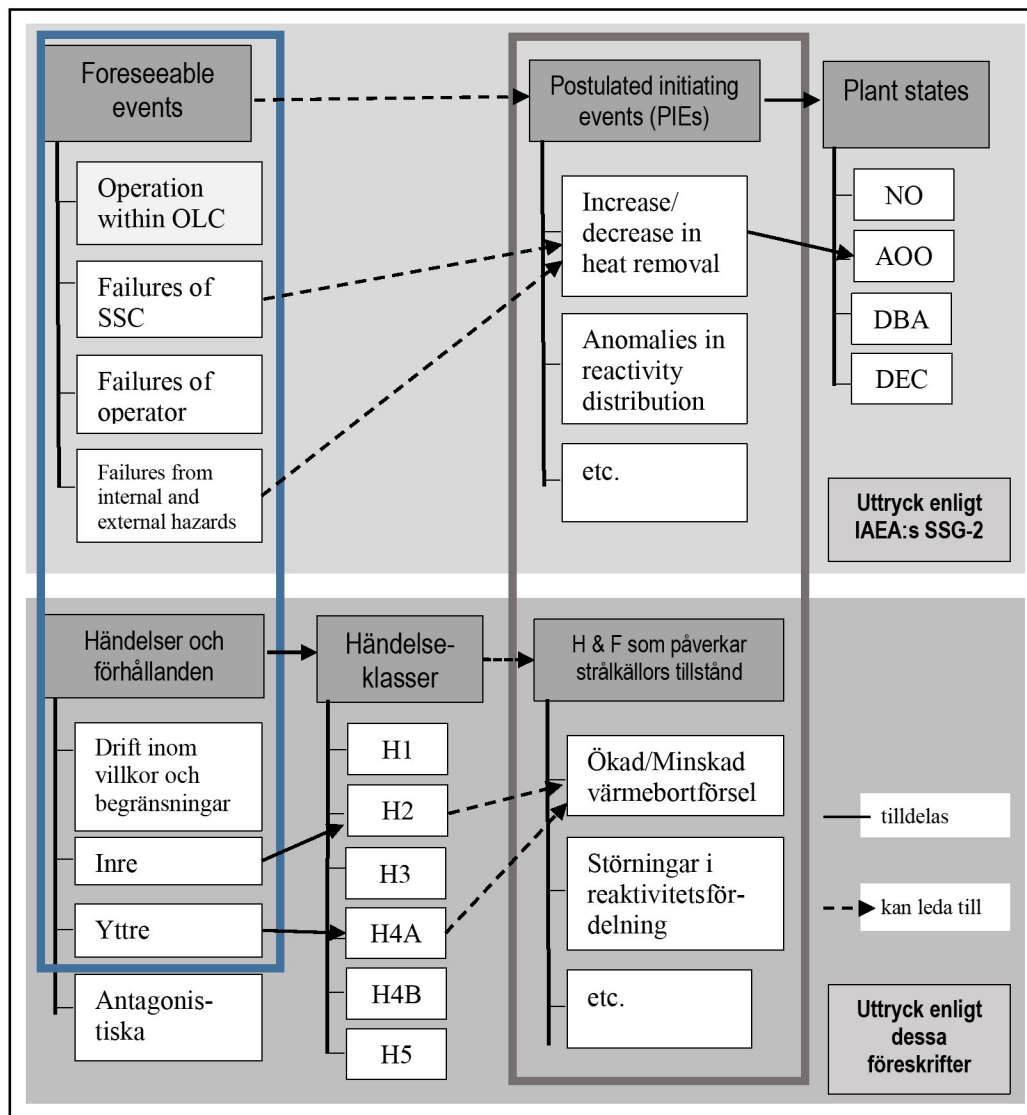 Foreseeable
events
Operation
within OLC
Failures of
SSC
Failures of
operator
Failures from
internal and
external hazards
Postulated initiating
events (PIEs)
Increase/
decrease in
heat removal
Anomalies in
reactivity
distribution
etc.
Plant states
NO
AOO
DBA
DEC
Uttryck enligt
IAEA:s SSG-2
Händelser och
förhållanden
Drift inom
villkor och
begränsningar
Inre
Yttre
Antagonis-
tiska
Händelse-
klasser
H1
H2
H3
H4A
H4B
H5
H & F som påverkar
strålkällors tillstånd
Ökad/Minskad
värmebortförsel
Störningar i
reaktivitetsför-
delning
etc.
tilldelas
kan leda till
Uttryck enligt
dessa
föreskrifter